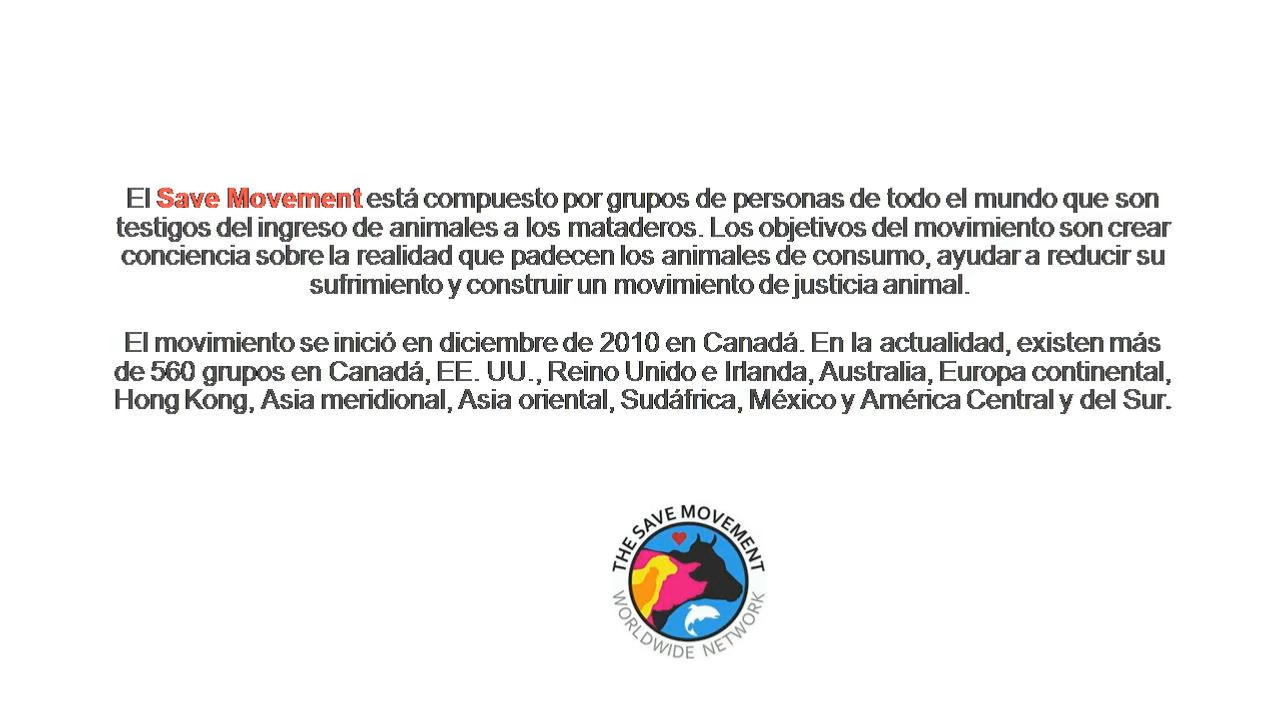 El Save Movement está compuesto por grupos de personas de todo el mundo que son
testigos del ingreso de animales a los mataderos. Los objetivos del movimiento son crear
conciencia sobre la realidad que padecen los animales de consumo, ayudar a reducir su
sufrimiento y construir un movimiento de justicia animal.
El movimiento se inició en diciembre de 2010 en Canadá. En la actualidad, existen más
de 560 grupos en Canadá, EE. UU., Reino Unido e Irlanda, Australia, Europa continental,
Hong Kong, Asia meridional, Asia oriental, Sudáfrica, México y América Central y del Sur.
THE SAVE MOVEMENT
WORLDWIDE NETWORK